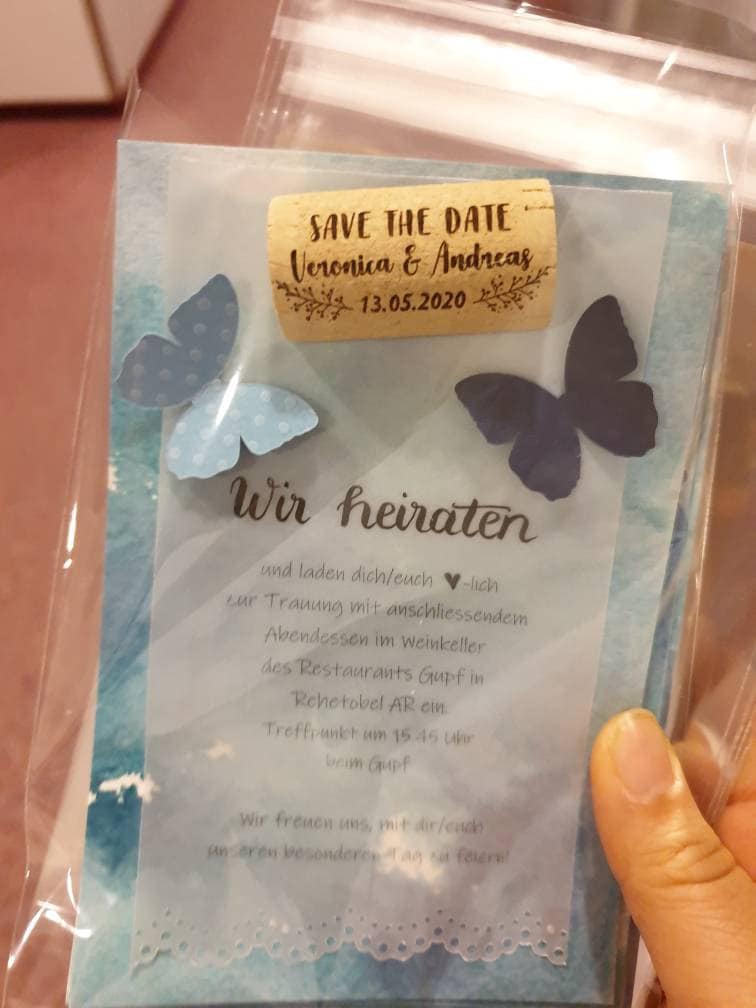 SAVE THE DATE
Veronica & Andreas
13.05.2020
Wir heiraten
und laden dich/euch ♥-lich
zur Trauung mit anschliessendem
Abendessen im Weinkeller
des Restaurants Gupf in
Rehetobel AR ein.
Treffpunkt um 15.45 Uhr
beim Gupf
Wir freuen uns, mit dir/euch
unseren besonderen Tag zu feiern!